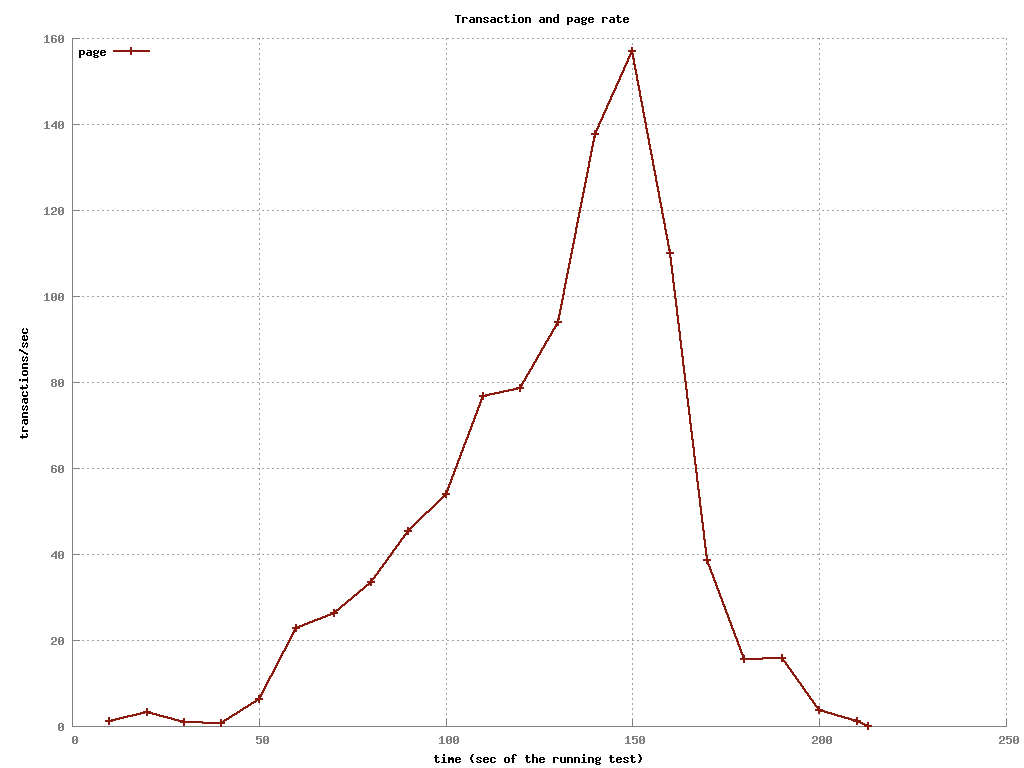 Transaction and page rate
160
page
140
120
100
80
60
40
20
0
transactions/sec
0 50 100 150 200 250
time (sec of the running test)